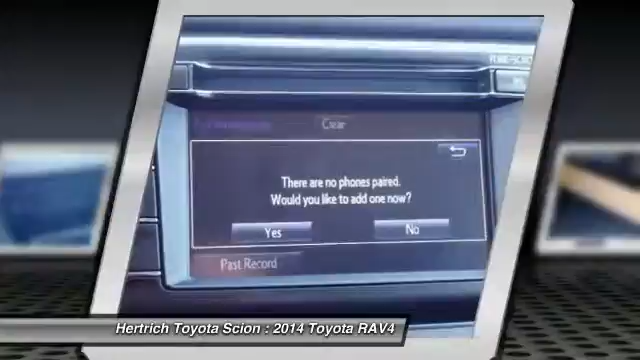 Clear
There are no phones paired.
Would you like to add one now?
Yes
No
Past Record
Hertrich Toyota Scion : 2014 Toyota RAV4